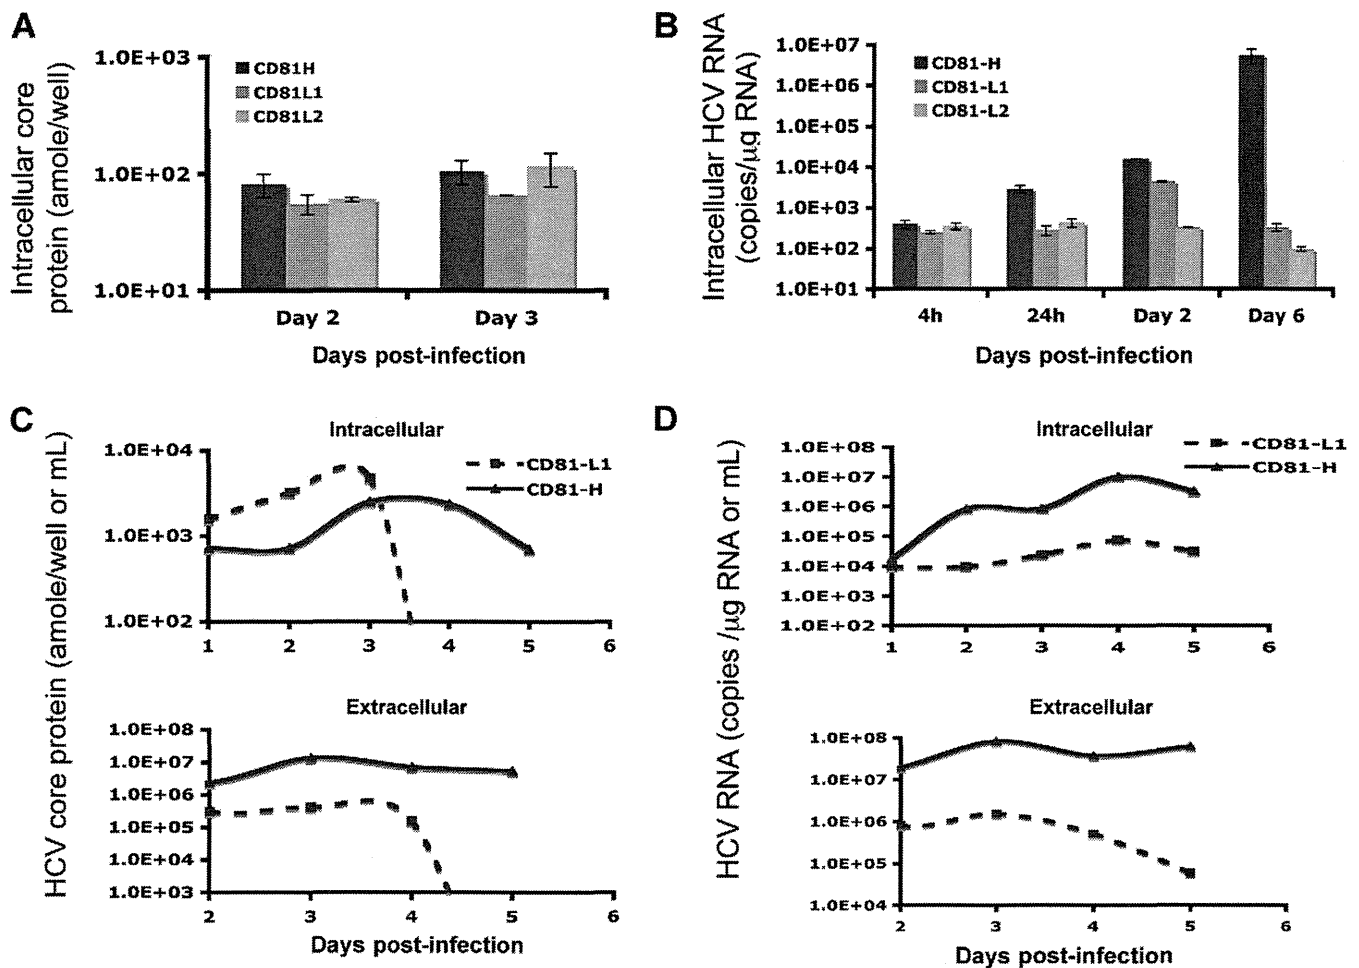 A
Intracellular core
protein (amole/well)
1.0E+03
1.0E+02
1.0E+01
CD81H
CD81L1
CD81L2
Day 2 Day 3
Days post-infection
B
Intracellular HCV RNA
(copies/µg RNA)
1.0E+07
1.0E+06
1.0E+05
1.0E+04
1.0E+03
1.0E+02
1.0E+01
CD81-H
CD81-L1
CD81-L2
4h 24h Day 2 Day 6
Days post-infection
C
HCV core protein (amole/well or mL)
Intracellular
1.0E+04
1.0E+03
1.0E+02
CD81-L1
CD81-H
1 2 3 4 5 6
Extracellular
1.0E+08
1.0E+07
1.0E+06
1.0E+05
1.0E+04
1.0E+03
2 3 4 5 6
Days post-infection
D
HCV RNA (copies /µg RNA or mL)
Intracellular
1.0E+08
1.0E+07
1.0E+06
1.0E+05
1.0E+04
1.0E+03
1.0E+02
CD81-L1
CD81-H
1 2 3 4 5 6
Extracellular
1.0E+08
1.0E+07
1.0E+06
1.0E+05
1.0E+04
2 3 4 5 6
Days post-infection